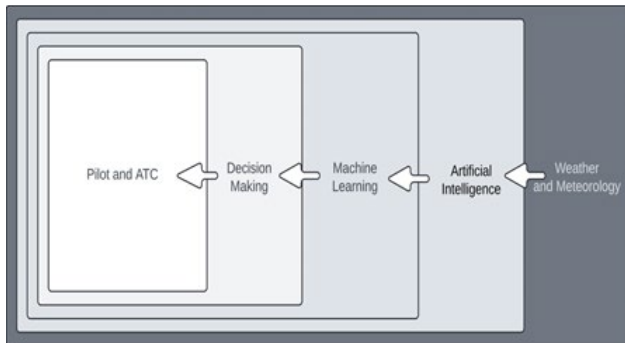 Pilot and ATC
Decision
Making
Machine
Learning
Artificial
Intelligence
Weather
and Meteorology